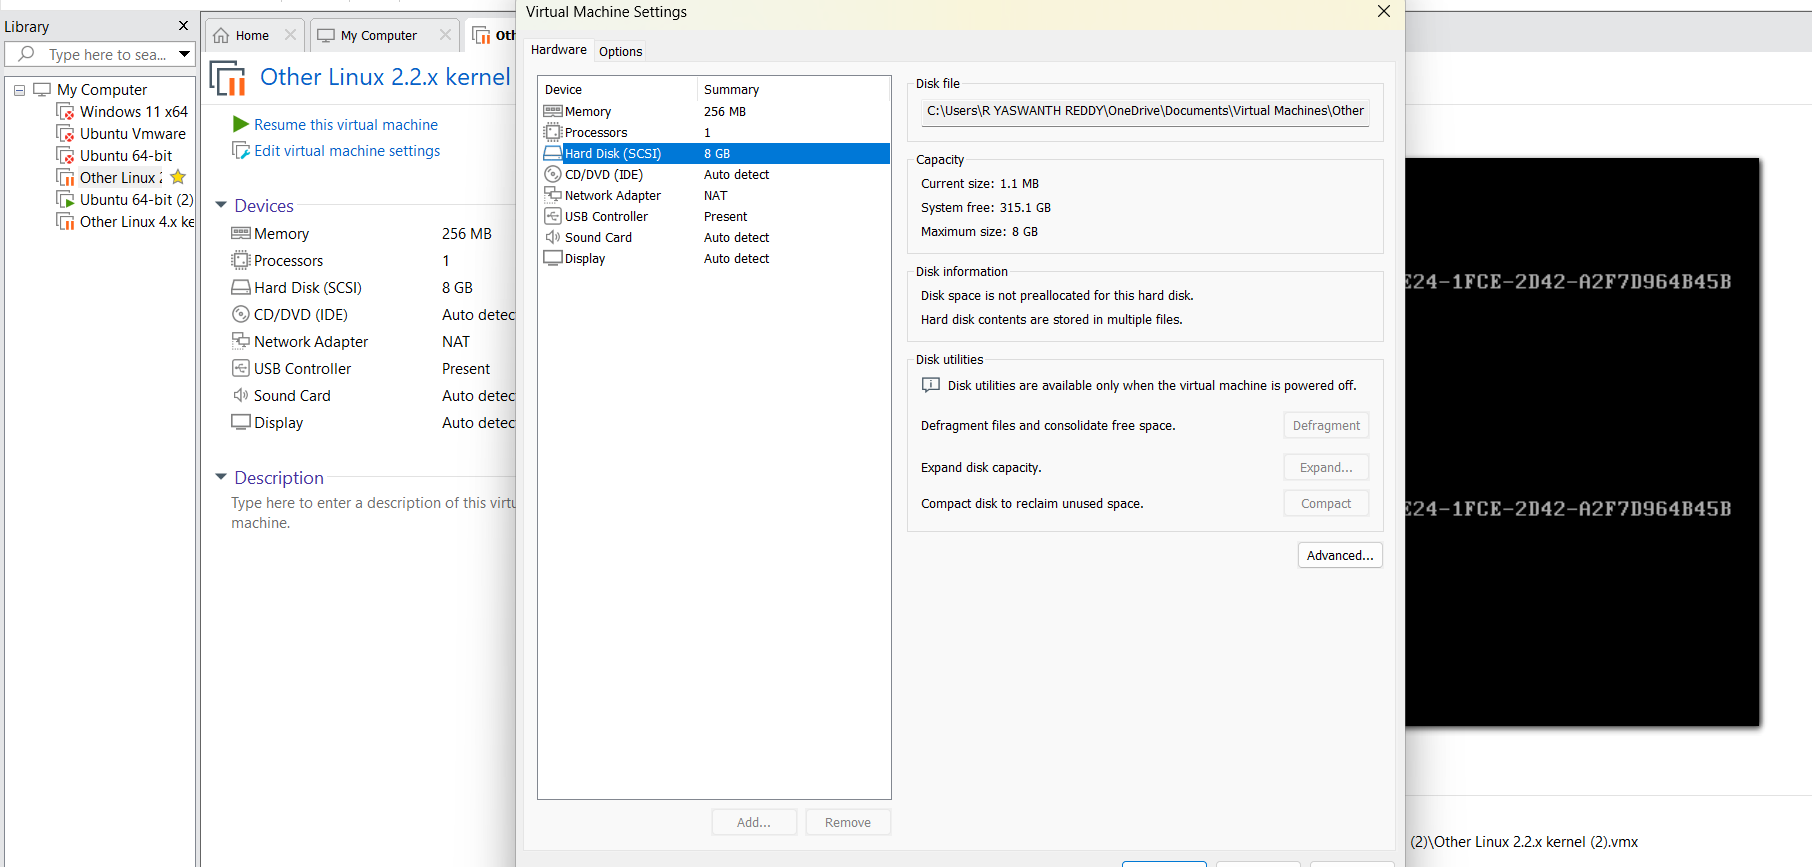 Library
Type here to sea...
My Computer
Windows 11 x64
Ubuntu Vmware
Ubuntu 64-bit
Other Linux 2
Ubuntu 64-bit (2)
Other Linux 4.x ke
Home
My Computer
Oth
Other Linux 2.2.x kernel
Resume this virtual machine
Edit virtual machine settings
Devices
Memory 256 MB
Processors 1
Hard Disk (SCSI) 8 GB
CD/DVD (IDE) Auto detec
Network Adapter NAT
USB Controller Present
Sound Card Auto detec
Display Auto detec
Description
Type here to enter a description of this virtu
machine.
Virtual Machine Settings
Hardware Options
Device Summary
Memory 256 MB
Processors 1
Hard Disk (SCSI) 8 GB
CD/DVD (IDE) Auto detect
Network Adapter NAT
USB Controller Present
Sound Card Auto detect
Display Auto detect
Add... Remove
Disk file
C:\Users\R YASWANTH REDDY\OneDrive\Documents\Virtual Machines\Other
Capacity
Current size: 1.1 MB
System free: 315.1 GB
Maximum size: 8 GB
Disk information
Disk space is not preallocated for this hard disk.
Hard disk contents are stored in multiple files.
Disk utilities
Disk utilities are available only when the virtual machine is powered off.
Defragment files and consolidate free space. Defragment
Expand disk capacity. Expand...
Compact disk to reclaim unused space. Compact
Advanced...
E24-1FCE-2D42-A2F7D964B45B
E24-1FCE-2D42-A2F7D964B45B
(2)\Other Linux 2.2.x kernel (2).vmx